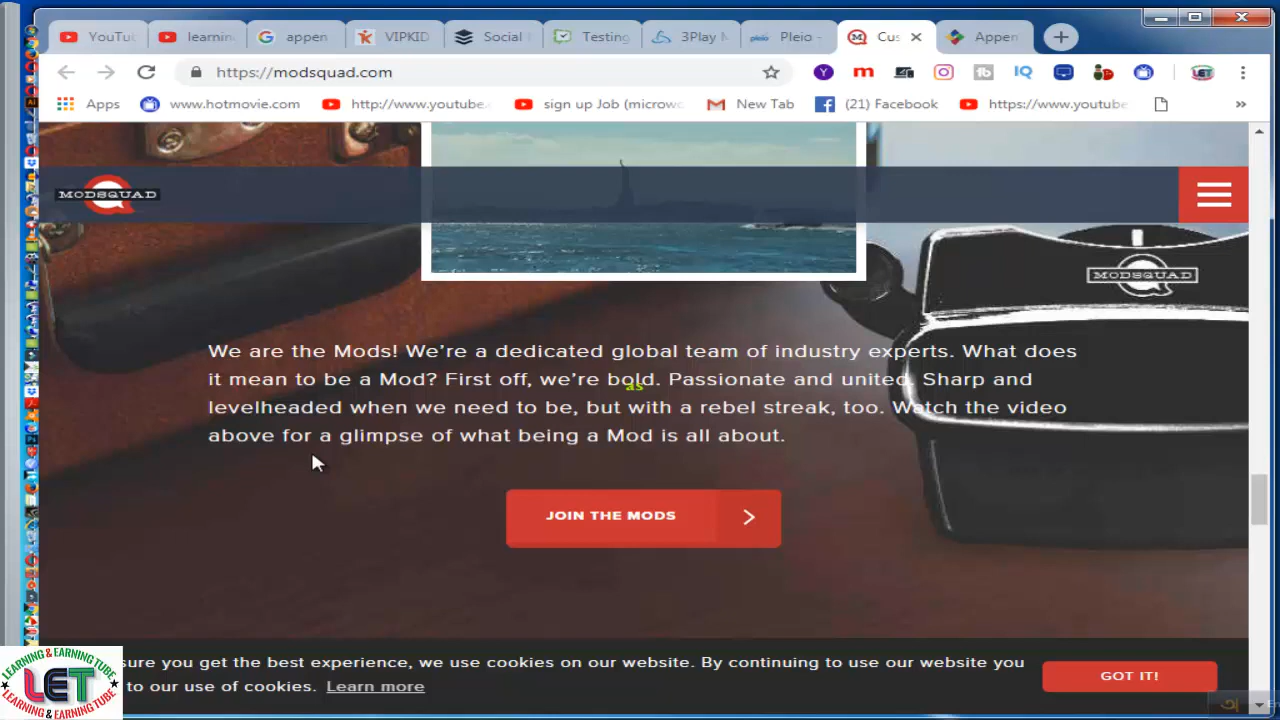 YouTu
learnin
appen
VIPKID
Social
Testing
3Play M
Pleio -
Cus
Appen
https://modsquad.com
Apps
www.hotmovie.com
http://www.youtube.
sign up Job (microwo
New Tab
(21) Facebook
https://www.youtube
»
MODSQUAD
MODSQUAD
We are the Mods! We're a dedicated global team of industry experts. What does
it mean to be a Mod? First off, we're bold. Passionate and united. Sharp and
as
levelheaded when we need to be, but with a rebel streak, too. Watch the video
above for a glimpse of what being a Mod is all about.
JOIN THE MODS
sure you get the best experience, we use cookies on our website. By continuing to use our website you
to our use of cookies. Learn more
GOT IT!
LEARNING & EARNING TUBE
LET
LEARNING & EARNING TUBE